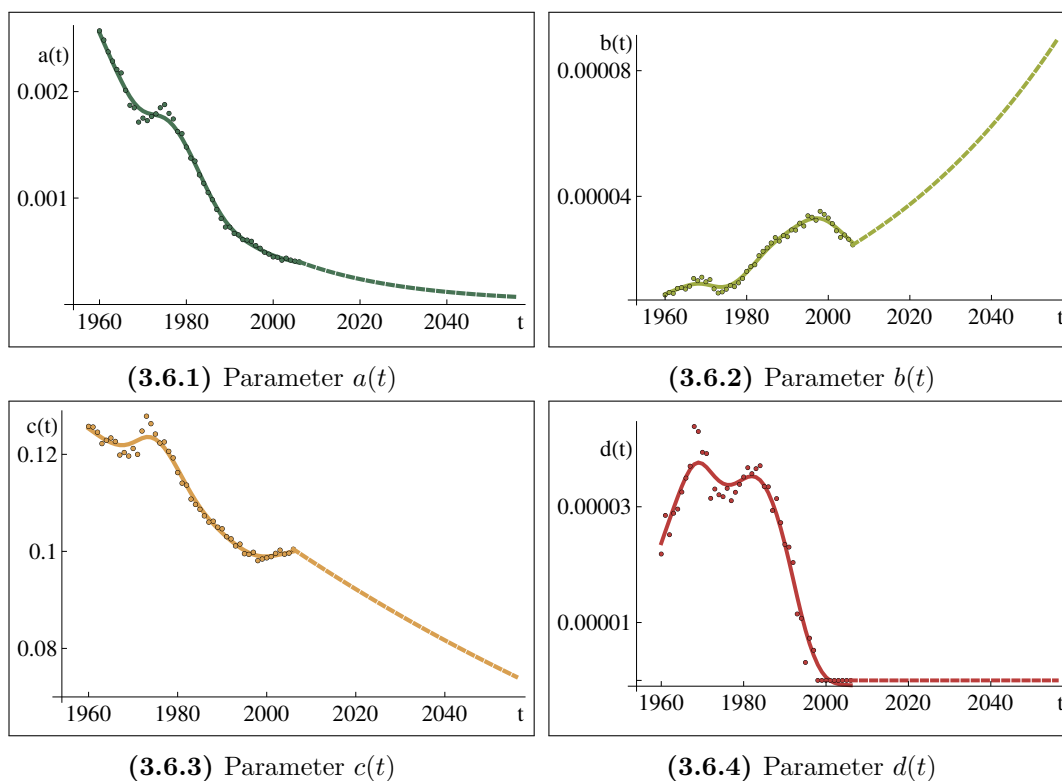 a(t)
0.002
0.001
1960 1980 2000 2020 2040 t
(3.6.1) Parameter a(t)
b(t)
0.00008
0.00004
1960 1980 2000 2020 2040 t
(3.6.2) Parameter b(t)
c(t)
0.12
0.1
0.08
1960 1980 2000 2020 2040 t
(3.6.3) Parameter c(t)
d(t)
0.00003
0.00001
1960 1980 2000 2020 2040 t
(3.6.4) Parameter d(t)